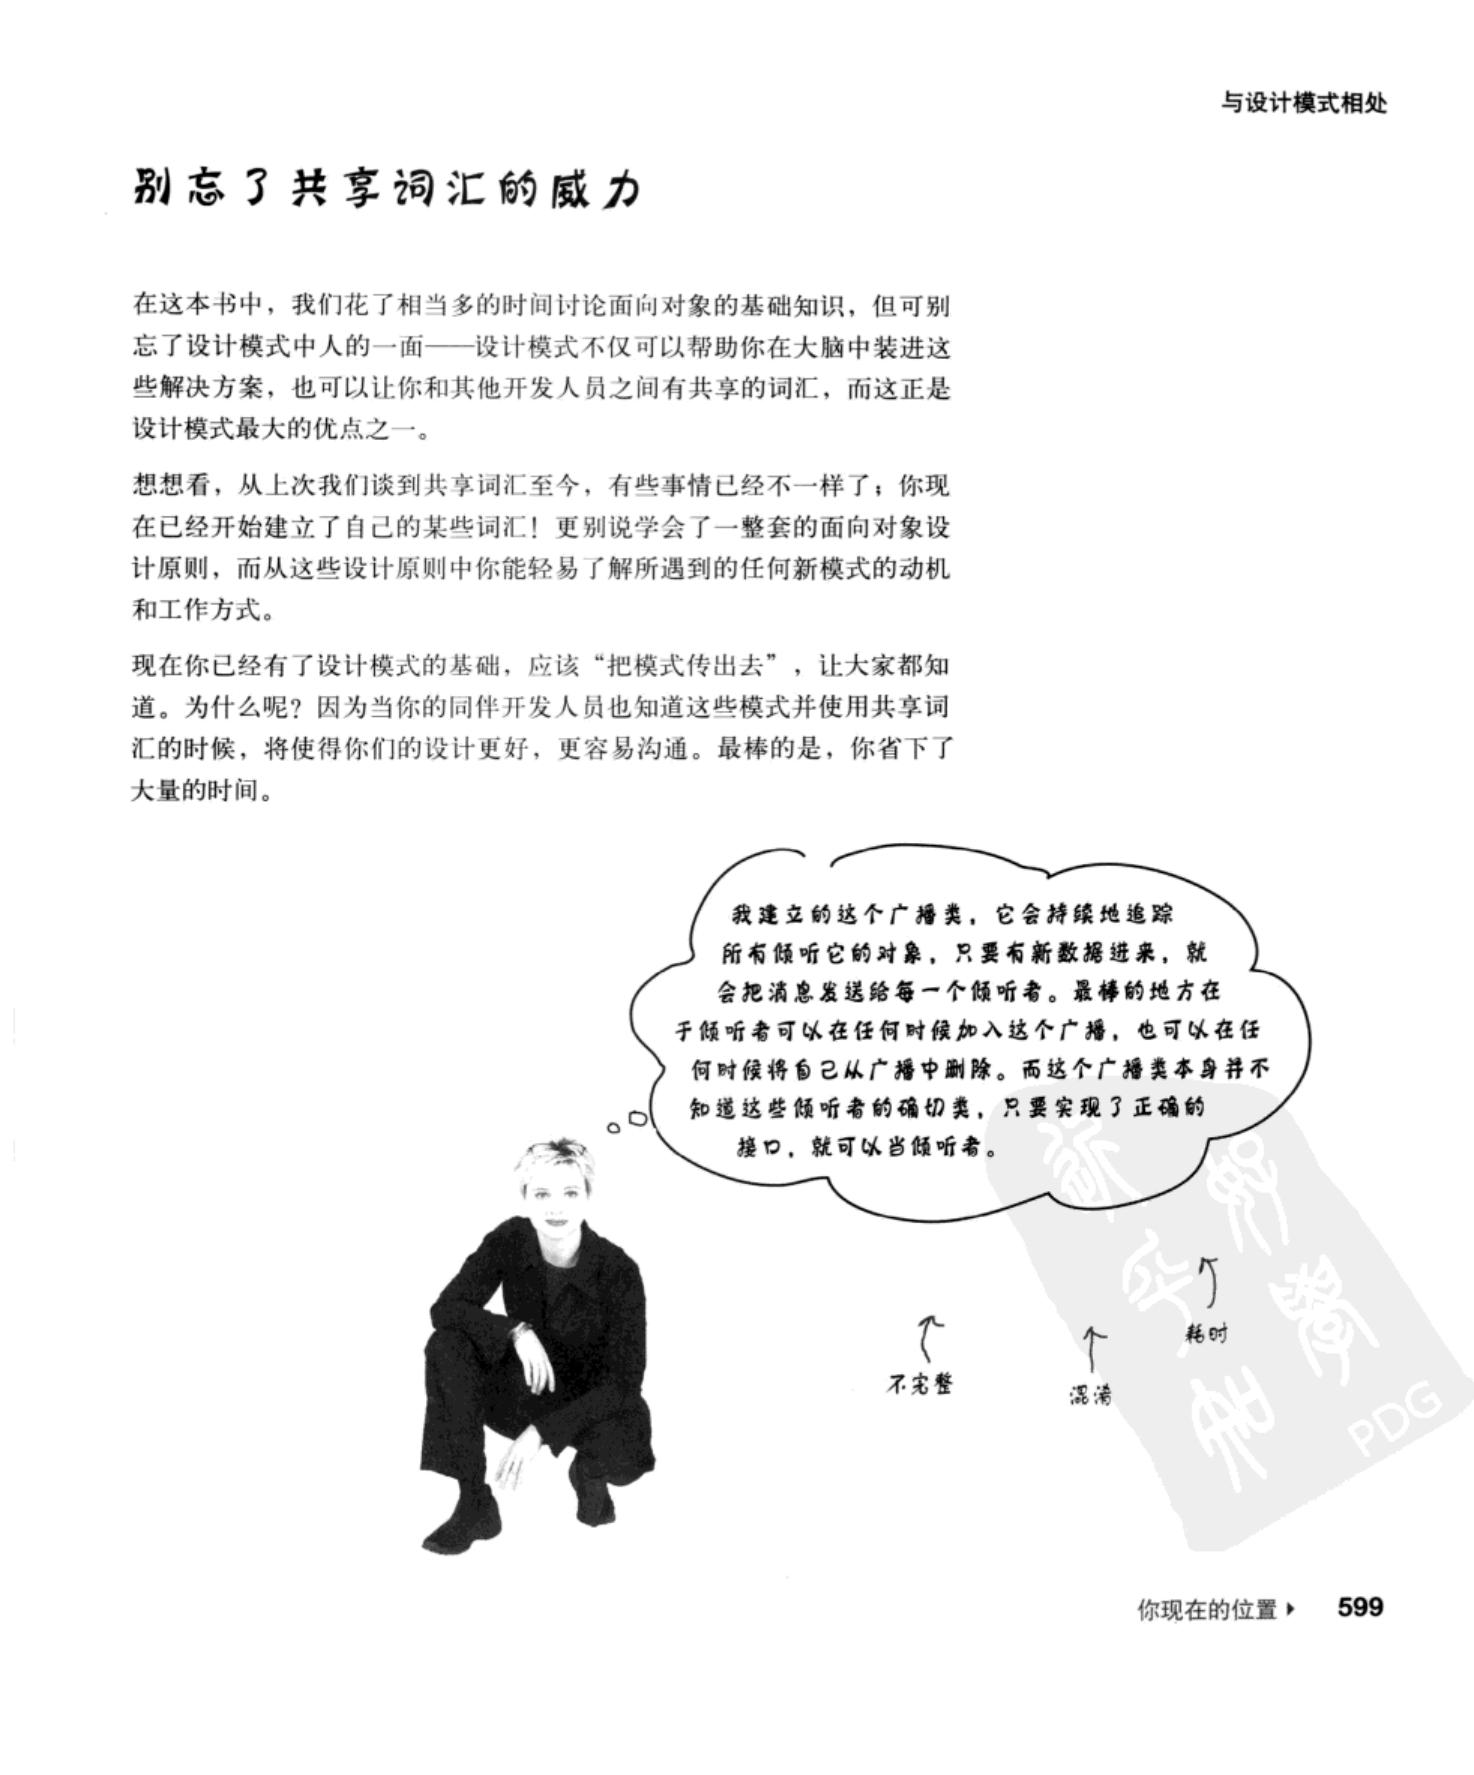 与设计模式相处
别忘了共享词汇的威力
在这本书中，我们花了相当多的时间讨论面向对象的基础知识，但可别
忘了设计模式中人的一面——设计模式不仅可以帮助你在大脑中装进这
些解决方案，也可以让你和其他开发人员之间有共享的词汇，而这正是
设计模式最大的优点之一。
想想看，从上次我们谈到共享词汇至今，有些事情已经不一样了；你现
在已经开始建立了自己的某些词汇！更别说学会了一整套的面向对象设
计原则，而从这些设计原则中你能轻易了解所遇到的任何新模式的动机
和工作方式。
现在你已经有了设计模式的基础，应该“把模式传出去”，让大家都知
道。为什么呢？因为当你的同伴开发人员也知道这些模式并使用共享词
汇的时候，将使得你们的设计更好，更容易沟通。最棒的是，你省下了
大量的时间。
我建立的这个广播类，它会持续地追踪
所有倾听它的对象，只要有新数据进来，就
会把消息发送给每一个倾听者。最棒的地方在
于倾听者可以在任何时候加入这个广播，也可以在任
何时候将自己从广播中删除。而这个广播类本身并不
知道这些倾听者的确切类，只要实现了正确的
接口，就可以当倾听者。
耗时
不完整
混淆
PDG
你现在的位置 ▸ 599